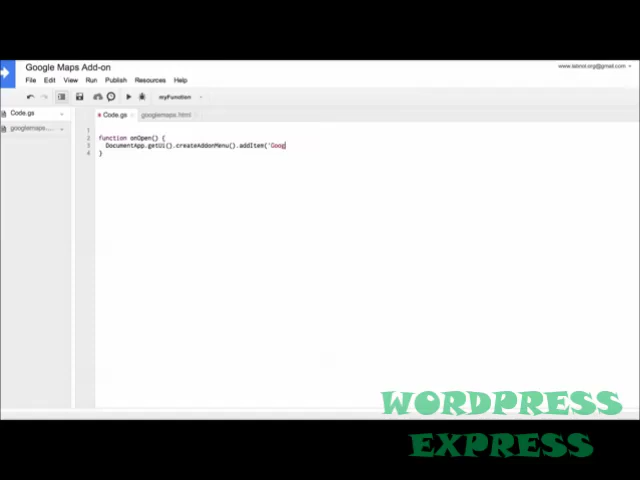 Google Maps Add-on
www.labnol.org@gmail.com
File Edit View Run Publish Resources Help
myFunction
Code.gs
Code.gs
googlemaps.html
googlemaps....
1
2 function onOpen() {
3 DocumentApp.getUi().createAddonMenu().addItem('Goog
4 }
WORDPRESS
EXPRESS